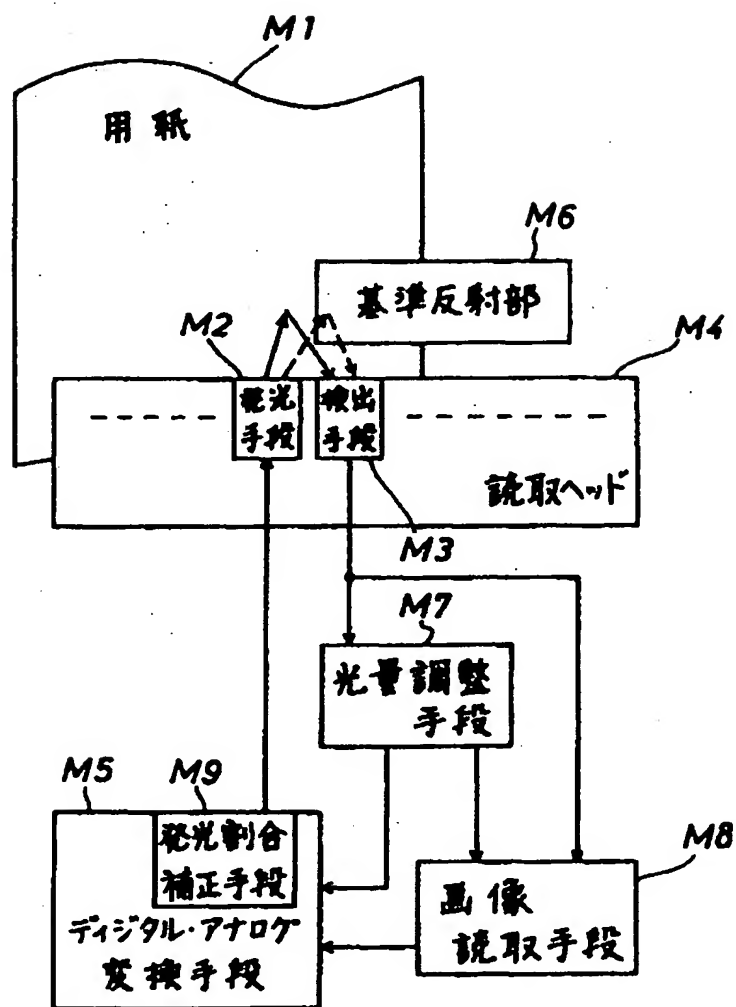 M1
用紙
M6
基準反射部
M2
M4
発光
手段
検出
手段
読取ヘッド
M3
M7
光量調整
手段
M5
M9
発光割合
補正手段
M8
ディジタル・アナログ
変換手段
画像
読取手段